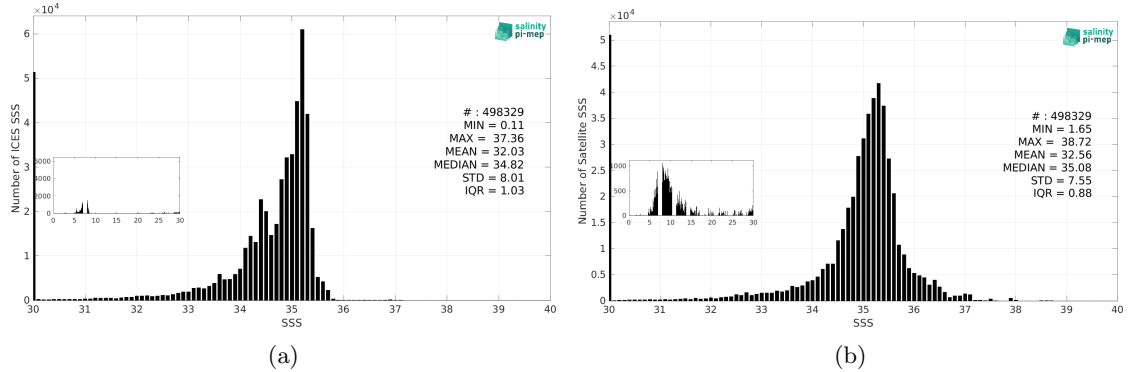 ×10⁴
6
5
4
3
2
1
0
Number of ICES SSS
salinity
pi-mep
# : 498329
MIN = 0.11
MAX = 37.36
MEAN = 32.03
MEDIAN = 34.82
STD = 8.01
IQR = 1.03
6000
4000
2000
0
0 5 10 15 20 25 30
30 31 32 33 34 35 36 37 38 39 40
SSS
(a)
×10⁴
5
4.5
4
3.5
3
2.5
2
1.5
1
0.5
0
Number of Satellite SSS
salinity
pi-mep
# : 498329
MIN = 1.65
MAX = 38.72
MEAN = 32.56
MEDIAN = 35.08
STD = 7.55
IQR = 0.88
1000
500
0
0 5 10 15 20 25 30
30 31 32 33 34 35 36 37 38 39 40
SSS
(b)